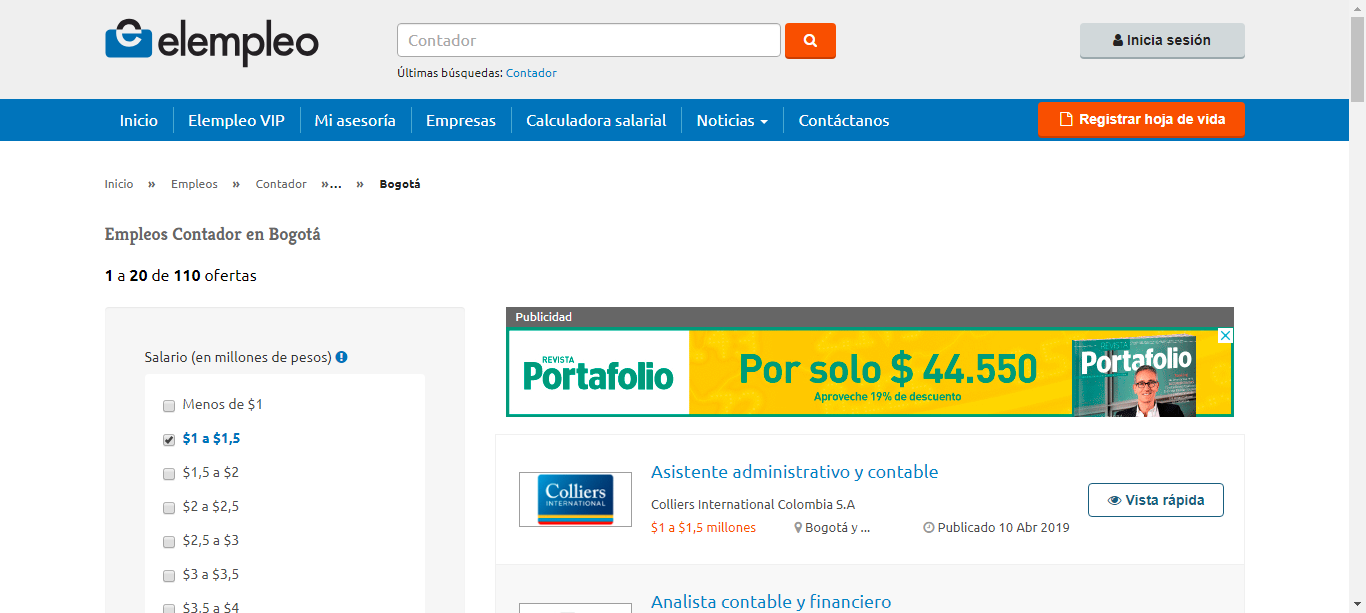 elempleo
Contador
Inicia sesión
Últimas búsquedas: Contador
Inicio
Elempleo VIP
Mi asesoría
Empresas
Calculadora salarial
Noticias
Contáctanos
Registrar hoja de vida
Inicio » Empleos » Contador »... » Bogotá
Empleos Contador en Bogotá
1 a 20 de 110 ofertas
Salario (en millones de pesos)
Menos de $1
$1 a $1,5
$1,5 a $2
$2 a $2,5
$2,5 a $3
$3 a $3,5
$3,5 a $4
Publicidad
REVISTA
Portafolio
Por solo $ 44.550
Aproveche 19% de descuento
REVISTA
Portafolio
Colliers
INTERNATIONAL
Asistente administrativo y contable
Colliers International Colombia S.A
$1 a $1,5 millones
Bogotá y ...
Publicado 10 Abr 2019
Vista rápida
Analista contable y financiero